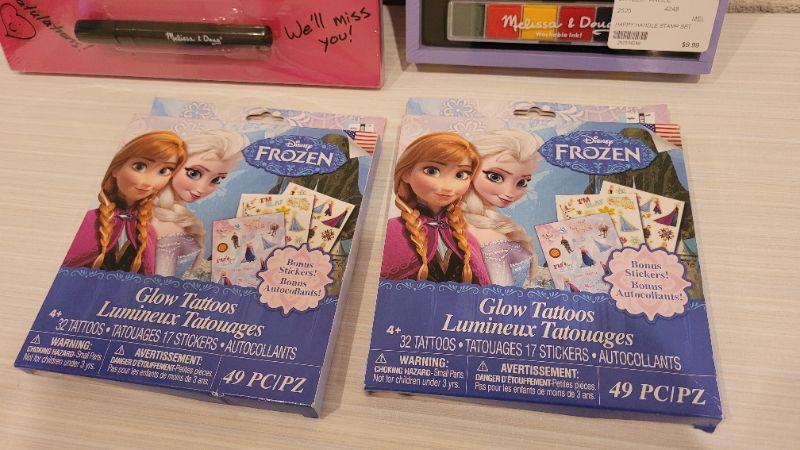 Congratulations!
Melissa & Doug
We'll miss
you!
Melissa & Doug
Washable Ink!
2520
4248
MEL
HAPPY HANDLE STAMP SET
$9.99
Disney
FROZEN
Bonus
Stickers!
Bonus
Autocollants!
Glow Tattoos
Lumineux Tatouages
4+
32 TATTOOS • TATOUAGES 17 STICKERS • AUTOCOLLANTS
WARNING:
CHOKING HAZARD-Small Parts.
Not for children under 3 yrs.
AVERTISSEMENT:
DANGER D'ÉTOUFFEMENT-Petites pièces.
Pas pour les enfants de moins de 3 ans.
49 PC/PZ
Disney
FROZEN
Bonus
Stickers!
Bonus
Autocollants!
Glow Tattoos
Lumineux Tatouages
4+
32 TATTOOS • TATOUAGES 17 STICKERS • AUTOCOLLANTS
WARNING:
CHOKING HAZARD-Small Parts.
Not for children under 3 yrs.
AVERTISSEMENT:
DANGER D'ÉTOUFFEMENT-Petites pièces.
Pas pour les enfants de moins de 3 ans.
49 PC/PZ